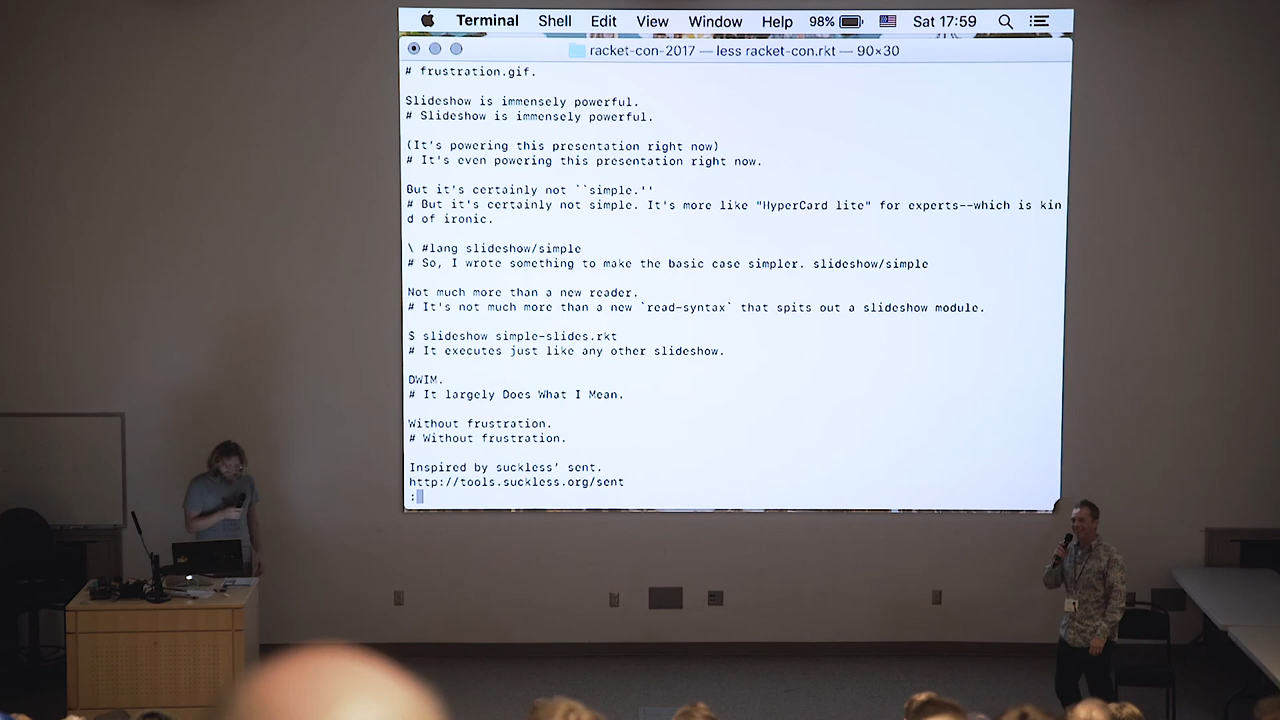 Terminal Shell Edit View Window Help 98% Sat 17:59
racket-con-2017 — less racket-con.rkt — 90×30
# frustration.gif.
Slideshow is immensely powerful.
# Slideshow is immensely powerful.
(It's powering this presentation right now)
# It's even powering this presentation right now.
But it's certainly not ``simple.''
# But it's certainly not simple. It's more like "HyperCard lite" for experts--which is kin
d of ironic.
\ #lang slideshow/simple
# So, I wrote something to make the basic case simpler. slideshow/simple
Not much more than a new reader.
# It's not much more than a new `read-syntax` that spits out a slideshow module.
$ slideshow simple-slides.rkt
# It executes just like any other slideshow.
DWIM.
# It largely Does What I Mean.
Without frustration.
# Without frustration.
Inspired by suckless’ sent.
http://tools.suckless.org/sent
: